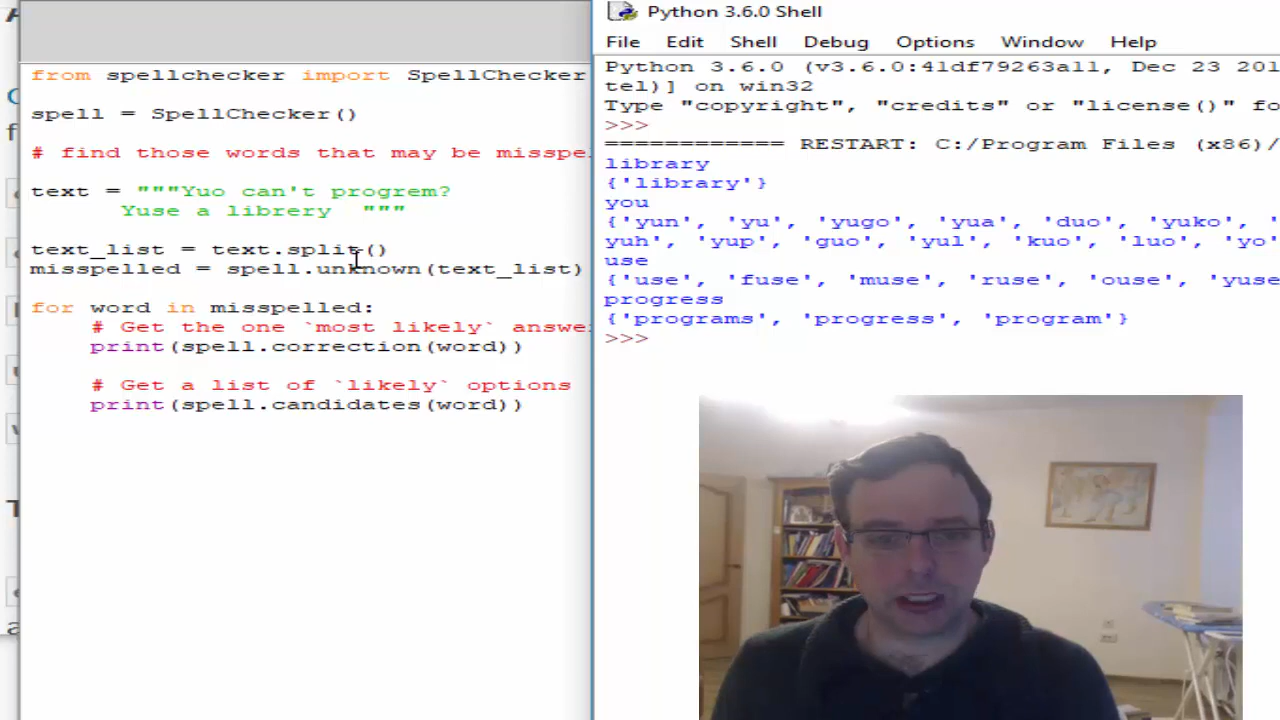 from spellchecker import SpellChecker
spell = SpellChecker()
# find those words that may be misspe
text = """Yuo can't progrem?
Yuse a librery """
text_list = text.split()
misspelled = spell.unknown(text_list)
for word in misspelled:
# Get the one `most likely` answe
print(spell.correction(word))
# Get a list of `likely` options
print(spell.candidates(word))
Python 3.6.0 Shell
File Edit Shell Debug Options Window Help
Python 3.6.0 (v3.6.0:41df79263a11, Dec 23 201
tel)] on win32
Type "copyright", "credits" or "license()" fo
>>>
============ RESTART: C:/Program Files (x86)/
library
{'library'}
you
{'yun', 'yu', 'yugo', 'yua', 'duo', 'yuko', '
yuh', 'yup', 'guo', 'yul', 'kuo', 'luo', 'yo'
use
{'use', 'fuse', 'muse', 'ruse', 'ouse', 'yuse
progress
{'programs', 'progress', 'program'}
>>>